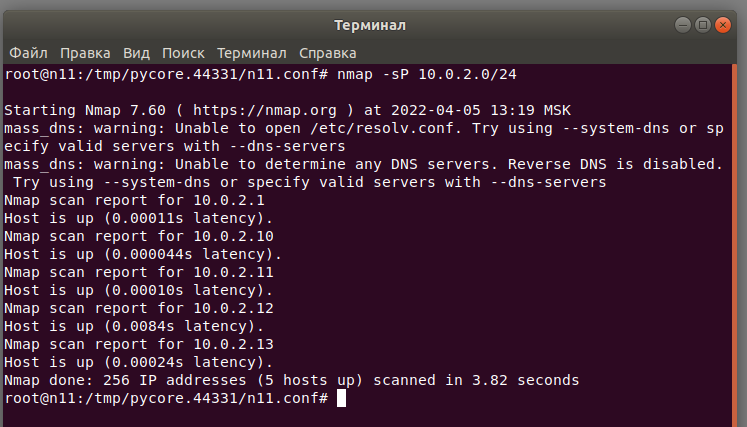 Терминал
Файл Правка Вид Поиск Терминал Справка
root@n11:/tmp/pycore.44331/n11.conf# nmap -sP 10.0.2.0/24
Starting Nmap 7.60 ( https://nmap.org ) at 2022-04-05 13:19 MSK
mass_dns: warning: Unable to open /etc/resolv.conf. Try using --system-dns or sp
ecify valid servers with --dns-servers
mass_dns: warning: Unable to determine any DNS servers. Reverse DNS is disabled.
 Try using --system-dns or specify valid servers with --dns-servers
Nmap scan report for 10.0.2.1
Host is up (0.00011s latency).
Nmap scan report for 10.0.2.10
Host is up (0.000044s latency).
Nmap scan report for 10.0.2.11
Host is up (0.00010s latency).
Nmap scan report for 10.0.2.12
Host is up (0.0084s latency).
Nmap scan report for 10.0.2.13
Host is up (0.00024s latency).
Nmap done: 256 IP addresses (5 hosts up) scanned in 3.82 seconds
root@n11:/tmp/pycore.44331/n11.conf#